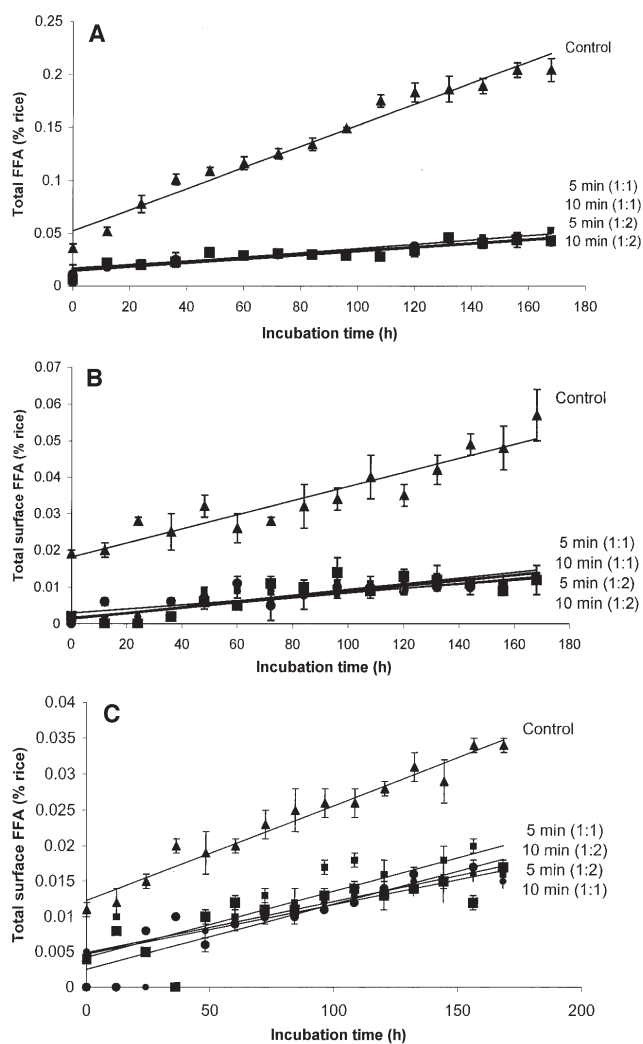 A
0.25
0.2
0.15
0.1
0.05
0
Total FFA (% rice)
0 20 40 60 80 100 120 140 160 180
Incubation time (h)
Control
5 min (1:1)
10 min (1:1)
5 min (1:2)
10 min (1:2)
B
0.07
0.06
0.05
0.04
0.03
0.02
0.01
0
Total surface FFA (% rice)
0 20 40 60 80 100 120 140 160 180
Incubation time (h)
Control
5 min (1:1)
10 min (1:1)
5 min (1:2)
10 min (1:2)
C
0.04
0.035
0.03
0.025
0.02
0.015
0.01
0.005
0
Total surface FFA (% rice)
0 50 100 150 200
Incubation time (h)
Control
5 min (1:1)
10 min (1:2)
5 min (1:2)
10 min (1:1)